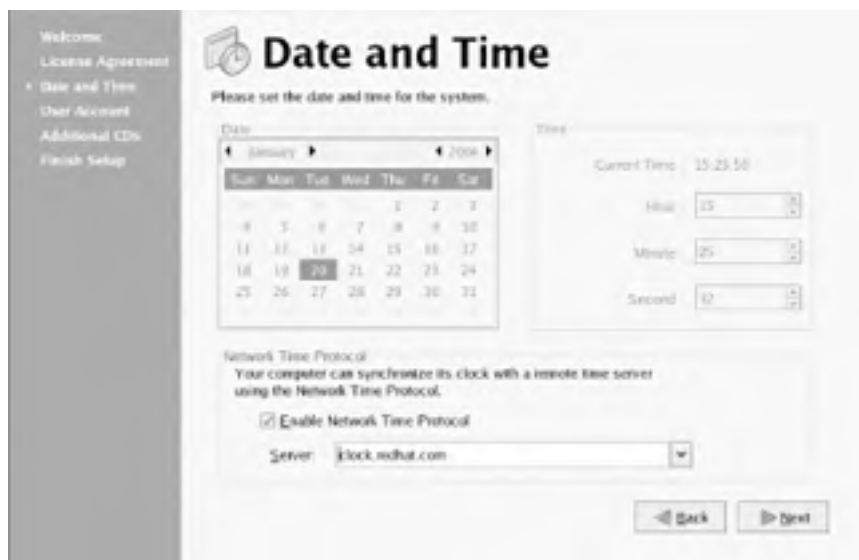 Welcome
License Agreement
Date and Time
User Account
Additional CDs
Finish Setup
Date and Time
Please set the date and time for the system.
Date
January 2004
Sun Mon Tue Wed Thu Fri Sat
1 2 3
4 5 6 7 8 9 10
11 12 13 14 15 16 17
18 19 20 21 22 23 24
25 26 27 28 29 30 31
Time
Current Time
Hour 15
Minute 25
Second
Network Time Protocol
Your computer can synchronize its clock with a remote time server
using the Network Time Protocol.
Enable Network Time Protocol
Server: clock.redhat.com
Back
Next